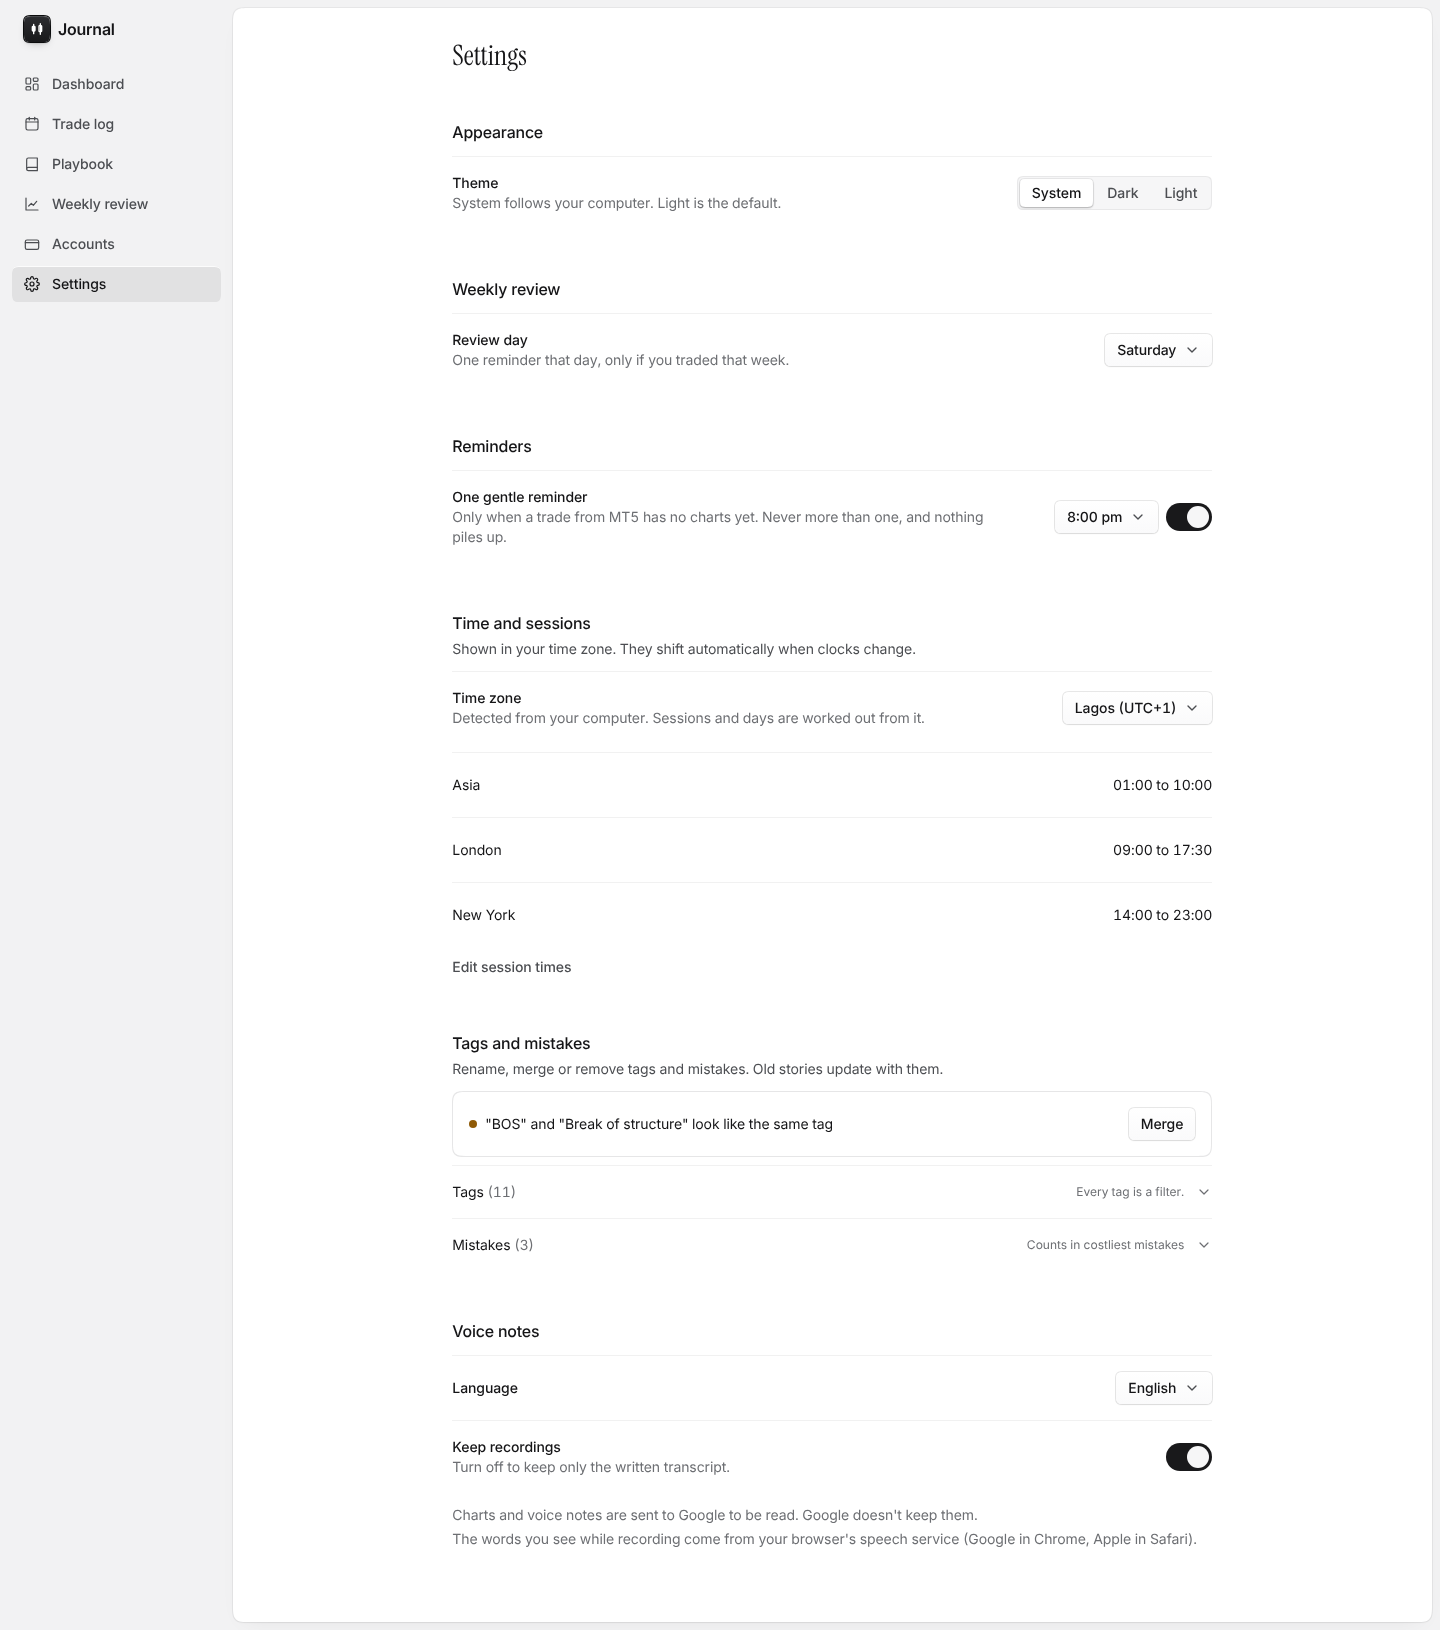 Journal
Dashboard
Trade log
Playbook
Weekly review
Accounts
Settings
Settings
Appearance
Theme
System follows your computer. Light is the default.
System Dark Light
Weekly review
Review day
One reminder that day, only if you traded that week.
Saturday
Reminders
One gentle reminder
Only when a trade from MT5 has no charts yet. Never more than one, and nothing
piles up.
8:00 pm
Time and sessions
Shown in your time zone. They shift automatically when clocks change.
Time zone
Detected from your computer. Sessions and days are worked out from it.
Lagos (UTC+1)
Asia 01:00 to 10:00
London 09:00 to 17:30
New York 14:00 to 23:00
Edit session times
Tags and mistakes
Rename, merge or remove tags and mistakes. Old stories update with them.
"BOS" and "Break of structure" look like the same tag Merge
Tags (11) Every tag is a filter.
Mistakes (3) Counts in costliest mistakes
Voice notes
Language English
Keep recordings
Turn off to keep only the written transcript.
Charts and voice notes are sent to Google to be read. Google doesn't keep them.
The words you see while recording come from your browser's speech service (Google in Chrome, Apple in Safari).